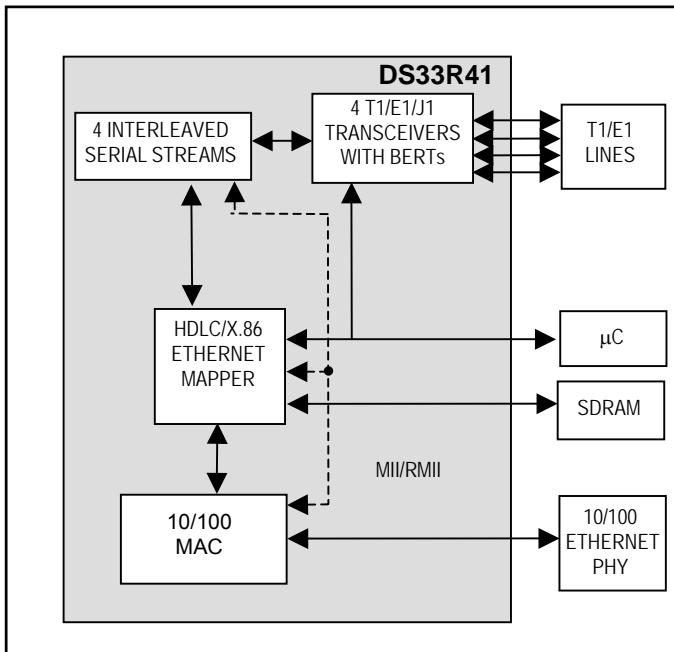 DS33R41
4 INTERLEAVED
SERIAL STREAMS
4 T1/E1/J1
TRANSCEIVERS
WITH BERTs
T1/E1
LINES
HDLC/X.86
ETHERNET
MAPPER
μC
SDRAM
MII/RMII
10/100
MAC
10/100
ETHERNET
PHY